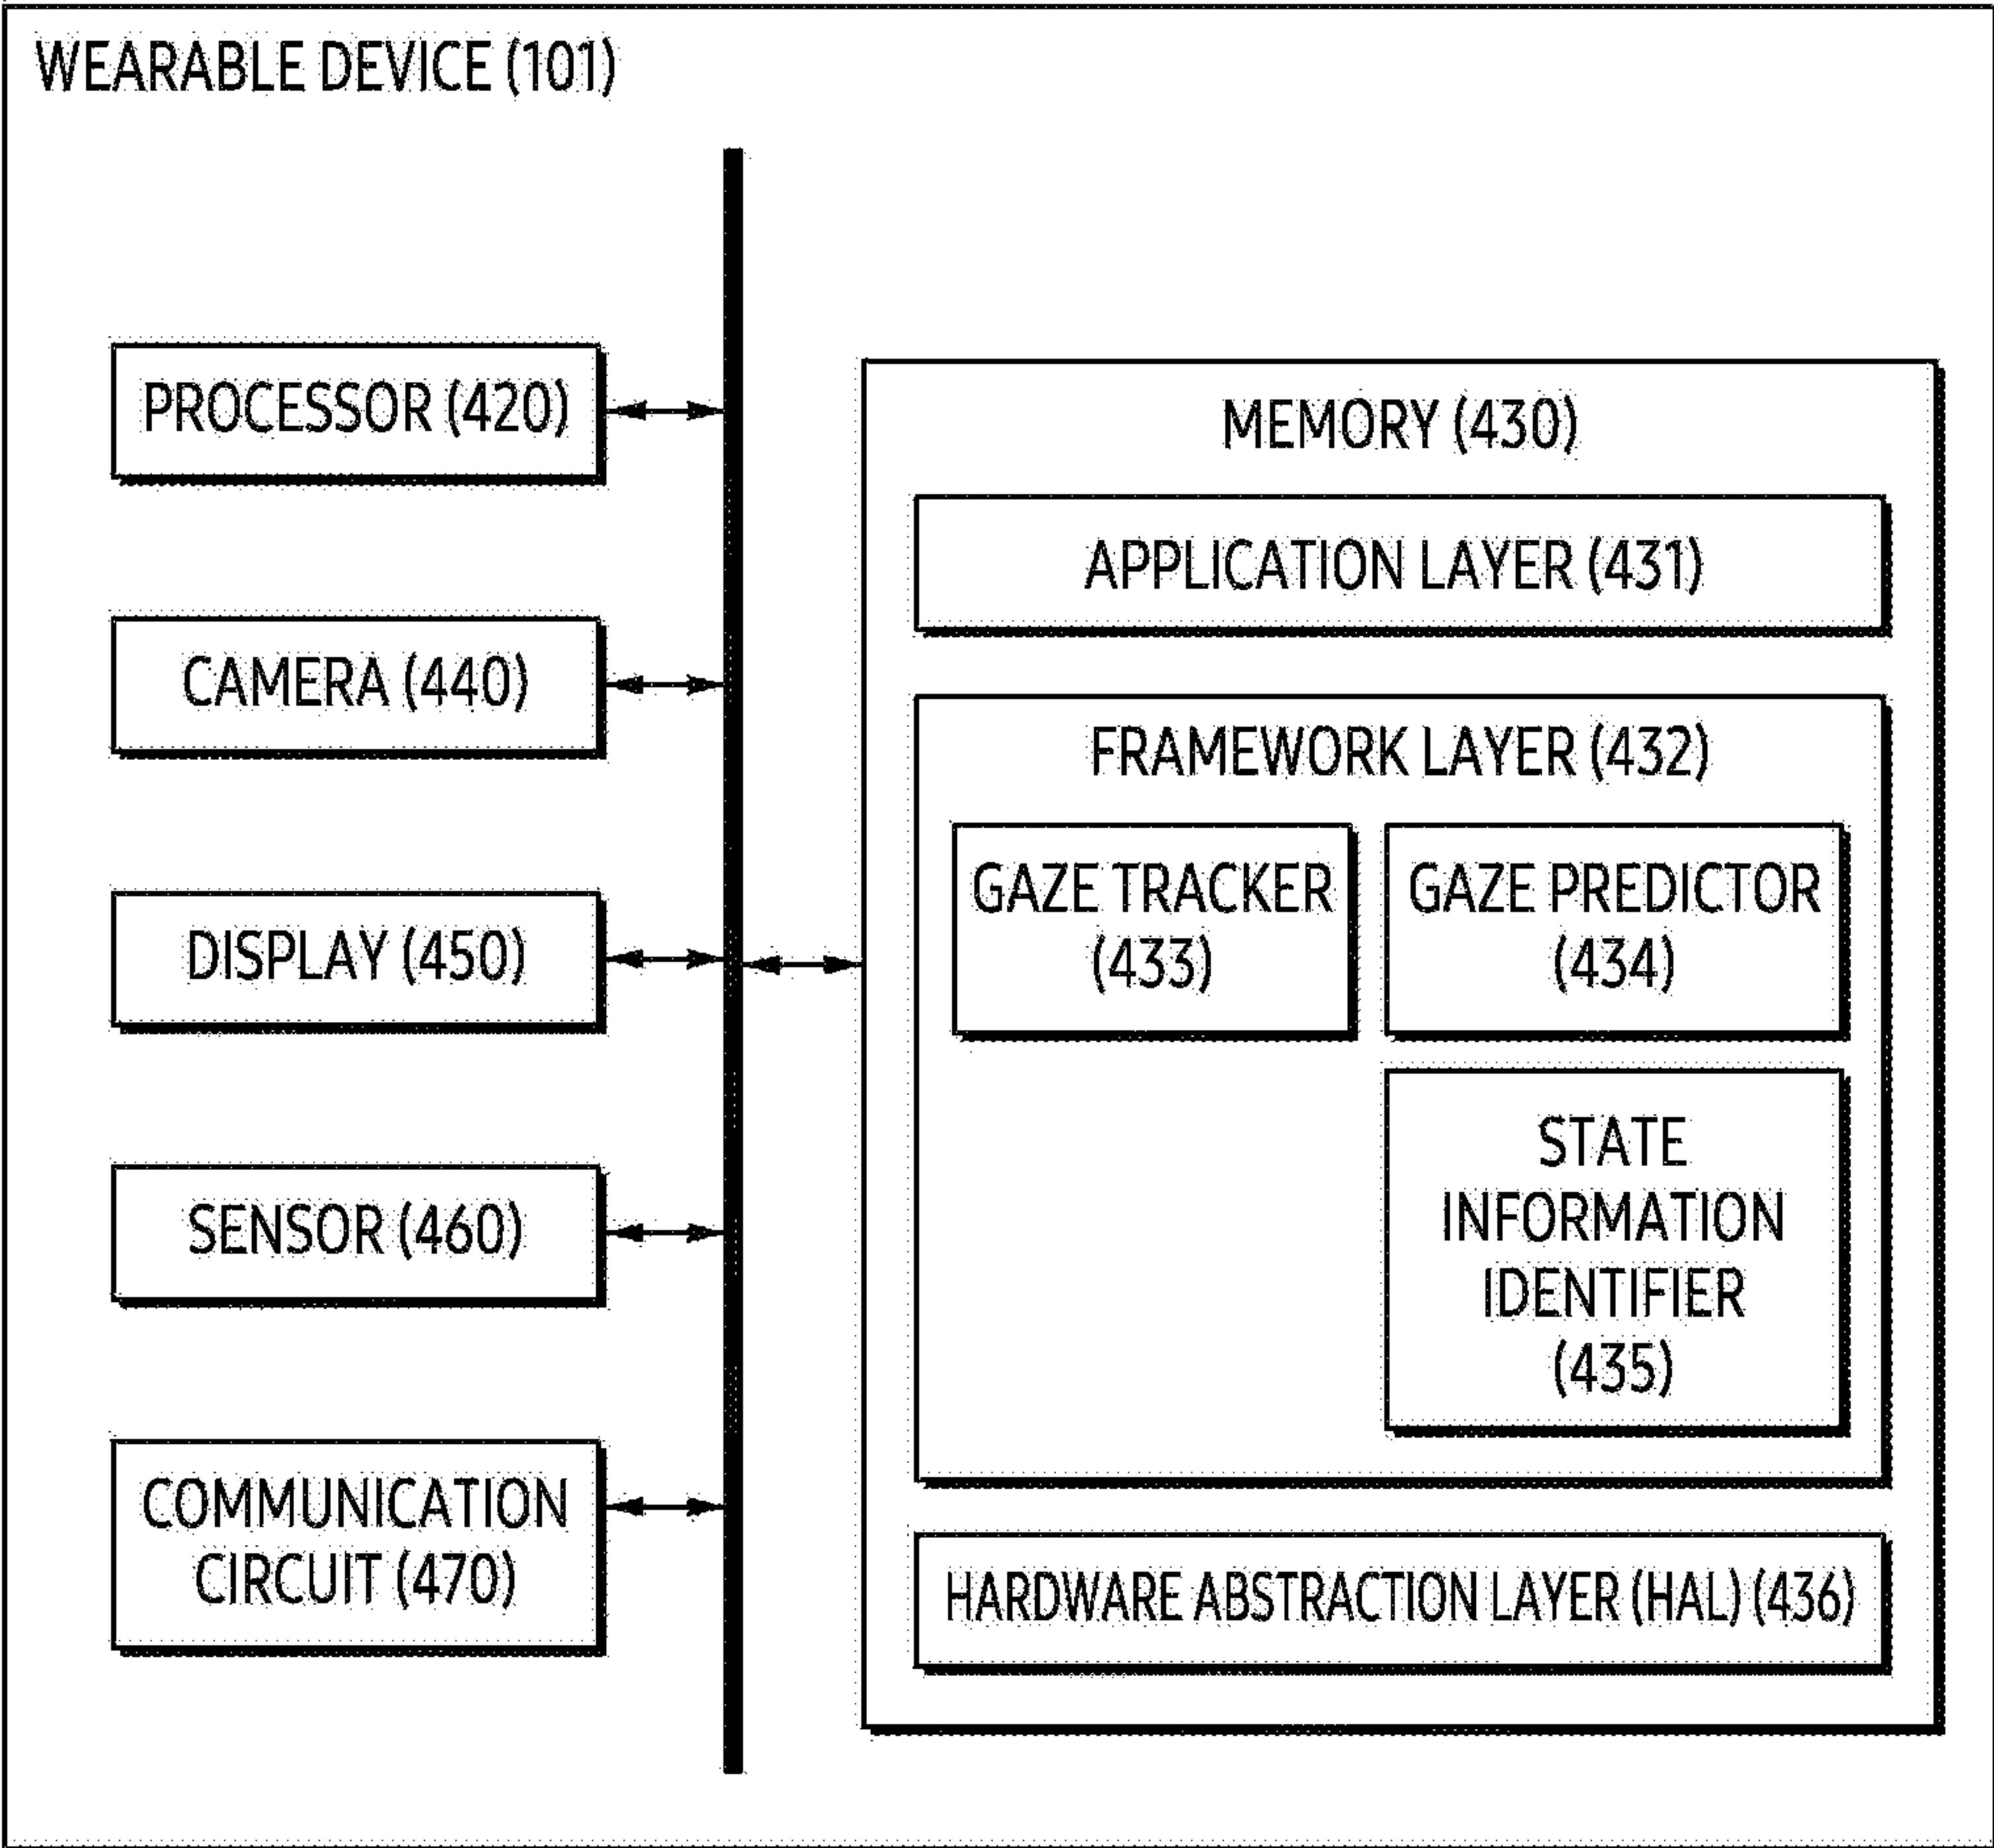 WEARABLE DEVICE (101)
PROCESSOR (420)
CAMERA (440)
DISPLAY (450)
SENSOR (460)
COMMUNICATION
CIRCUIT (470)
MEMORY (430)
APPLICATION LAYER (431)
FRAMEWORK LAYER (432)
GAZE TRACKER
(433)
GAZE PREDICTOR
(434)
STATE
INFORMATION
IDENTIFIER
(435)
HARDWARE ABSTRACTION LAYER (HAL) (436)